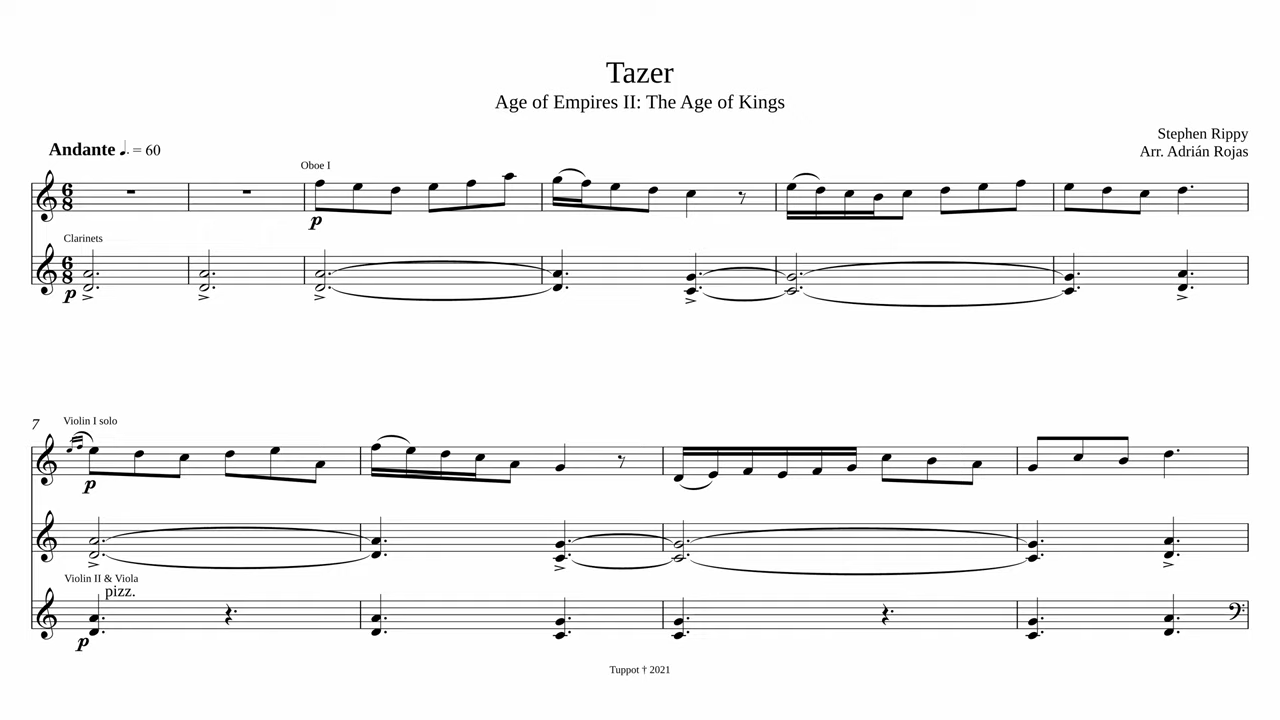 Tazer
Age of Empires II: The Age of Kings
Stephen Rippy
Arr. Adrián Rojas
Andante ♩. = 60
Oboe I
p
Clarinets
p
7
Violin I solo
p
Violin II & Viola
pizz.
p
Tuppot † 2021